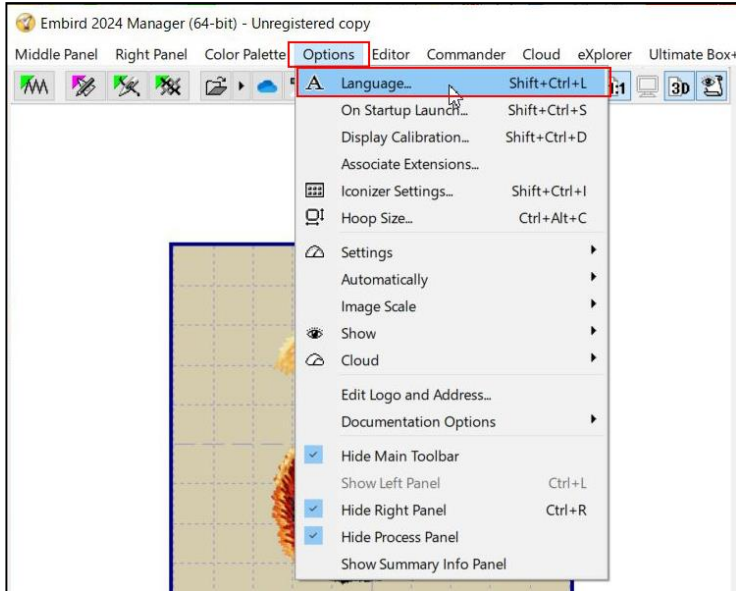 Embird 2024 Manager (64-bit) - Unregistered copy
Middle Panel Right Panel Color Palette Options Editor Commander Cloud eXplorer Ultimate Box+
3D
A Language... Shift+Ctrl+L
On Startup Launch... Shift+Ctrl+S
Display Calibration... Shift+Ctrl+D
Associate Extensions...
Iconizer Settings... Shift+Ctrl+I
Hoop Size... Ctrl+Alt+C
Settings
Automatically
Image Scale
Show
Cloud
Edit Logo and Address...
Documentation Options
Hide Main Toolbar
Show Left Panel Ctrl+L
Hide Right Panel Ctrl+R
Hide Process Panel
Show Summary Info Panel